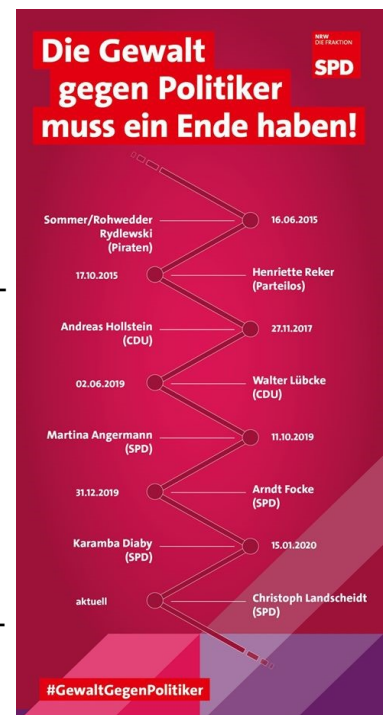 Die Gewalt
gegen Politiker
muss ein Ende haben!
NRW
DIE FRAKTION
SPD
Sommer/Rohwedder
Rydlewski
(Piraten)
16.06.2015
17.10.2015
Henriette Reker
(Parteilos)
Andreas Hollstein
(CDU)
27.11.2017
02.06.2019
Walter Lübcke
(CDU)
Martina Angermann
(SPD)
11.10.2019
31.12.2019
Arndt Focke
(SPD)
Karamba Diaby
(SPD)
15.01.2020
aktuell
Christoph Landscheidt
(SPD)
#GewaltGegenPolitiker